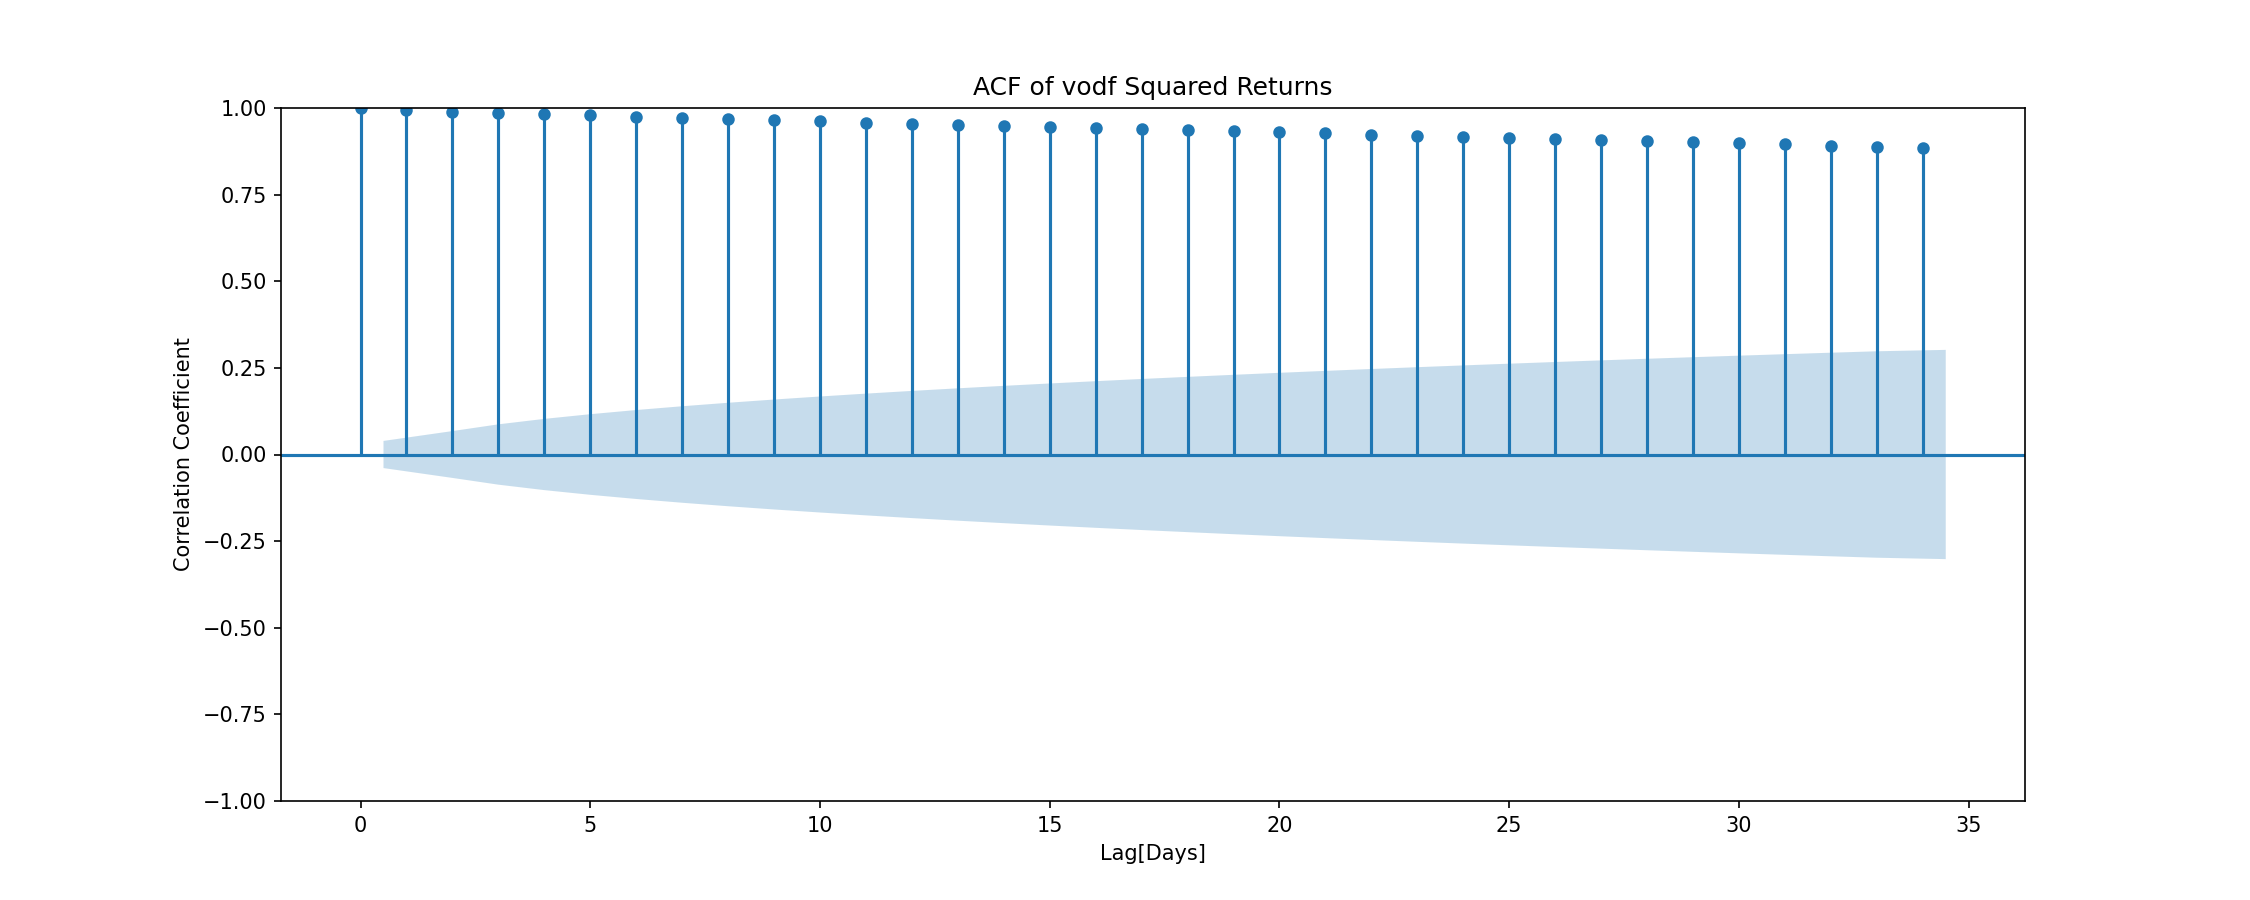 ACF of vodf Squared Returns
1.00
0.75
0.50
0.25
0.00
−0.25
−0.50
−0.75
−1.00
Correlation Coefficient
0 5 10 15 20 25 30 35
Lag[Days]